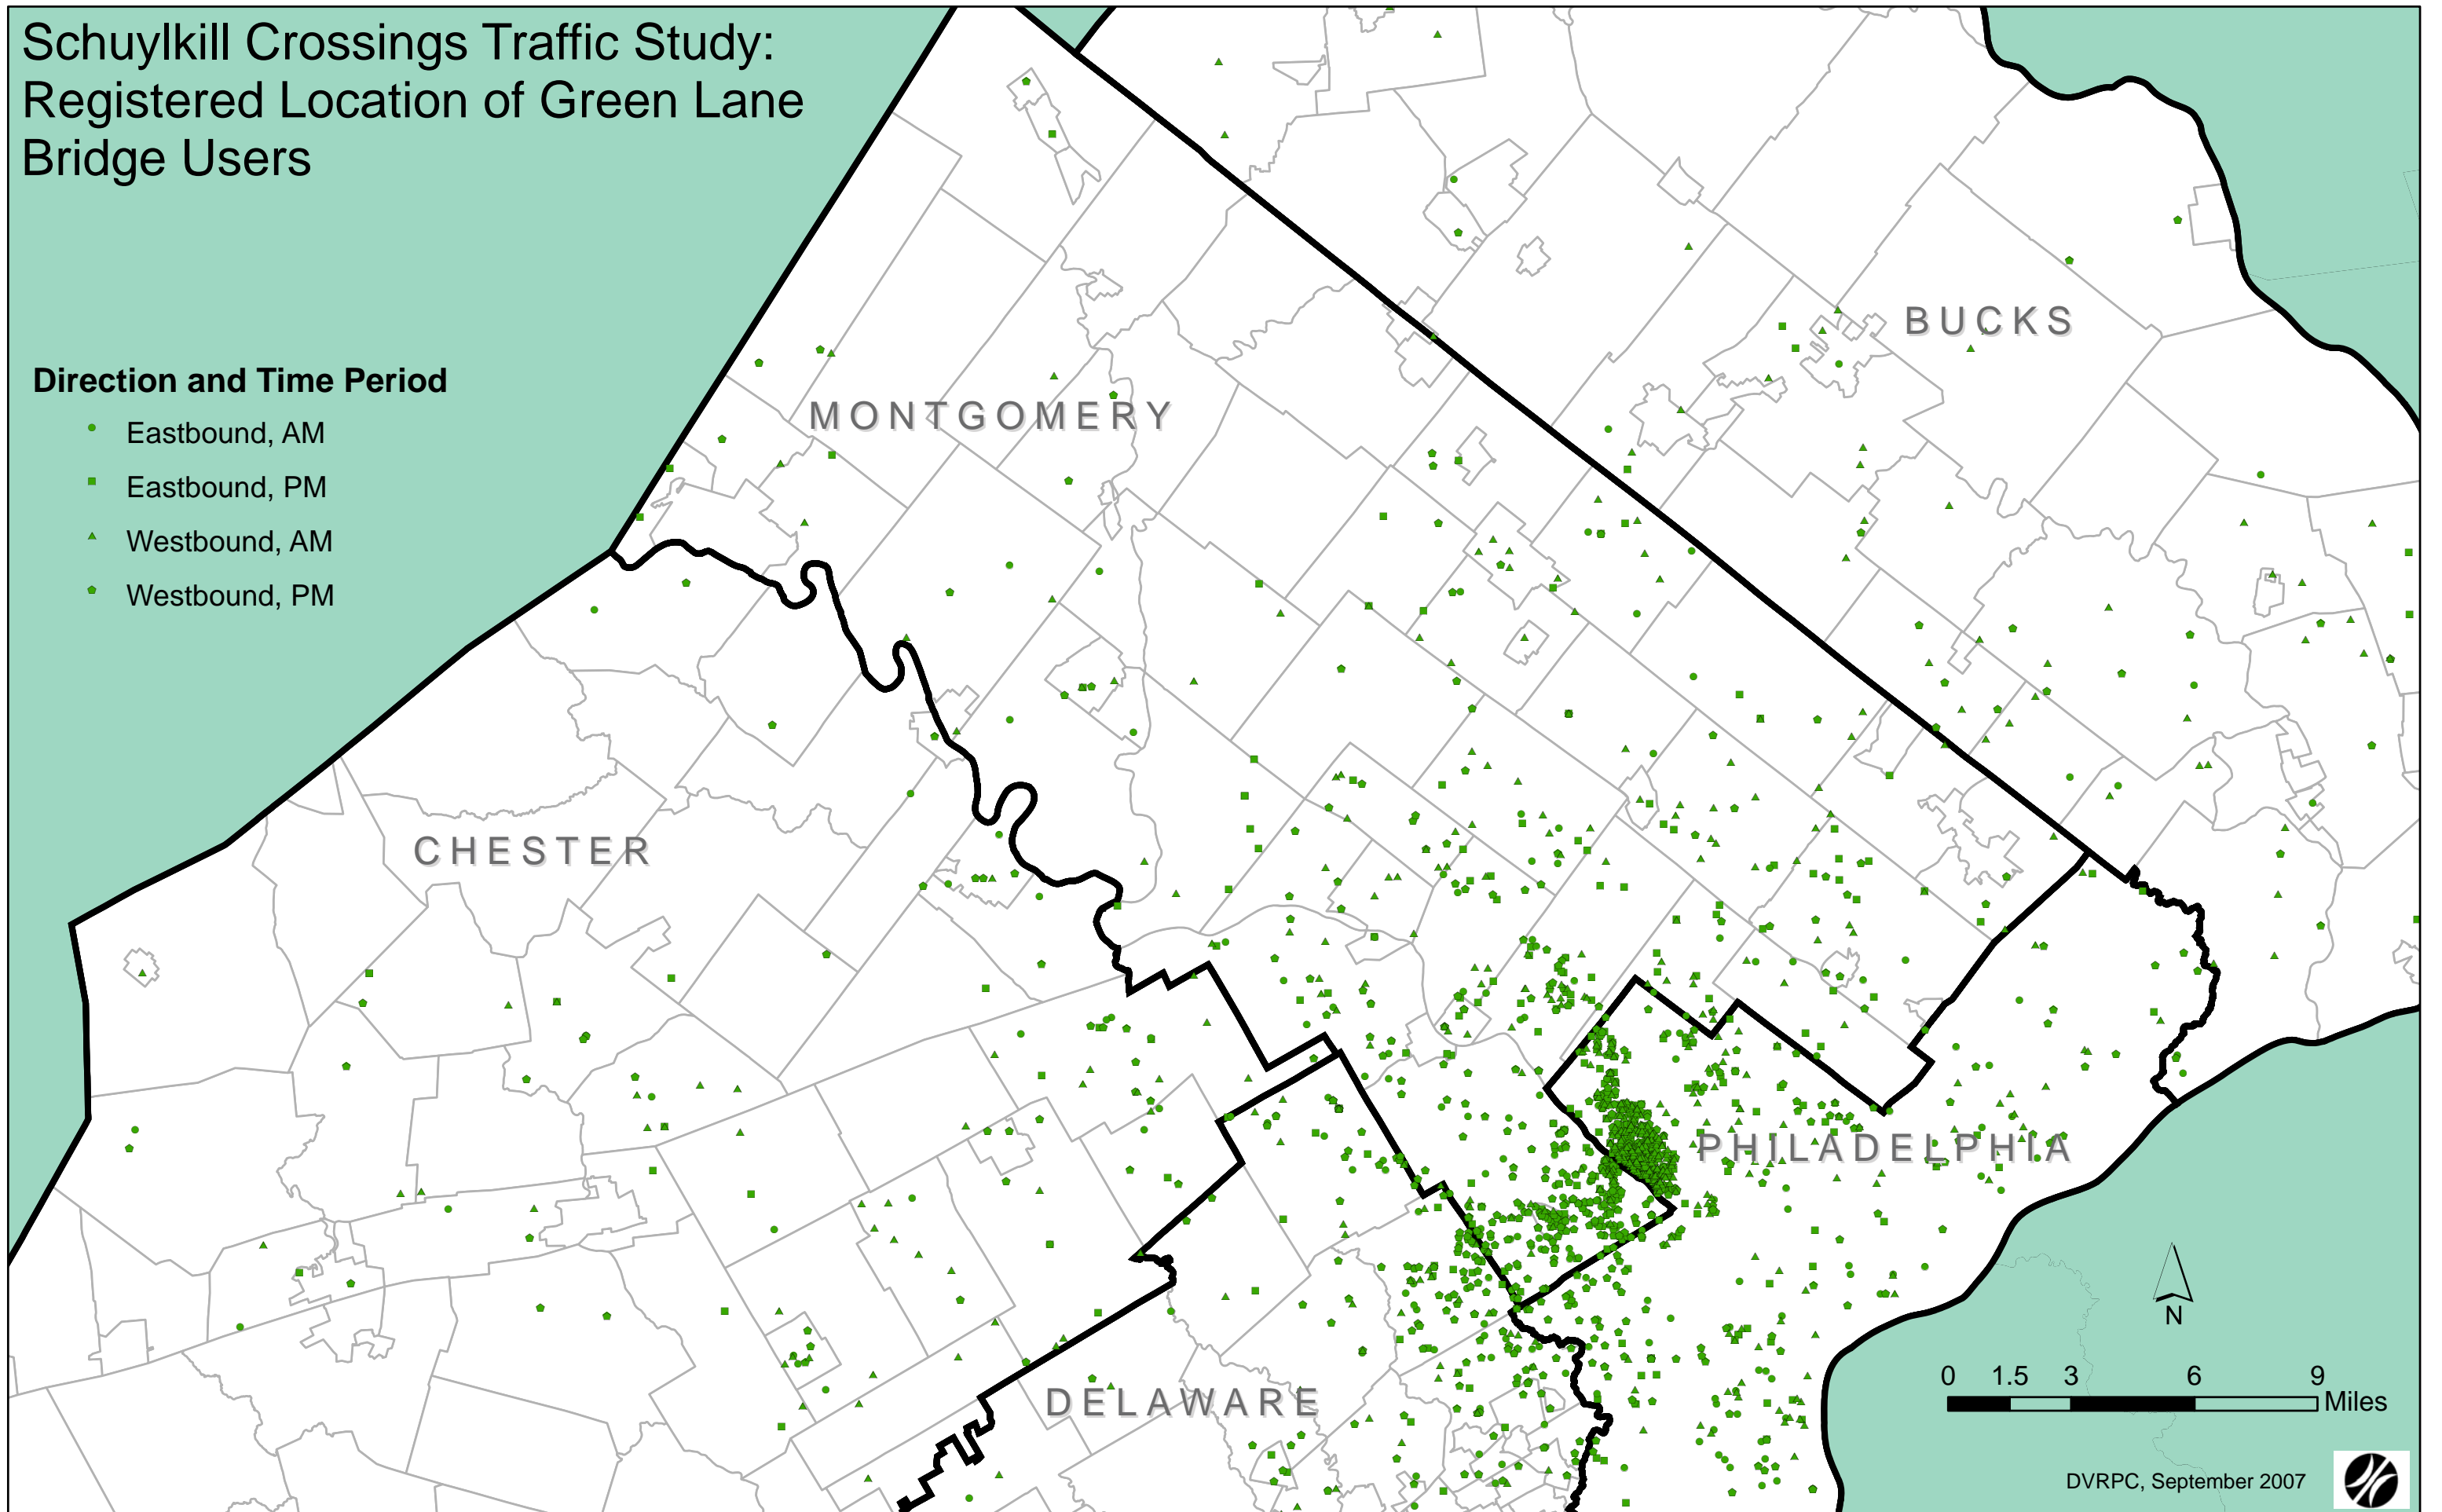 Schuylkill Crossings Traffic Study:
Registered Location of Green Lane
Bridge Users
Direction and Time Period
Eastbound, AM
Eastbound, PM
Westbound, AM
Westbound, PM
BUCKS
MONTGOMERY
CHESTER
PHILADELPHIA
DELAWARE
N
0 1.5 3 6 9
Miles
DVRPC, September 2007